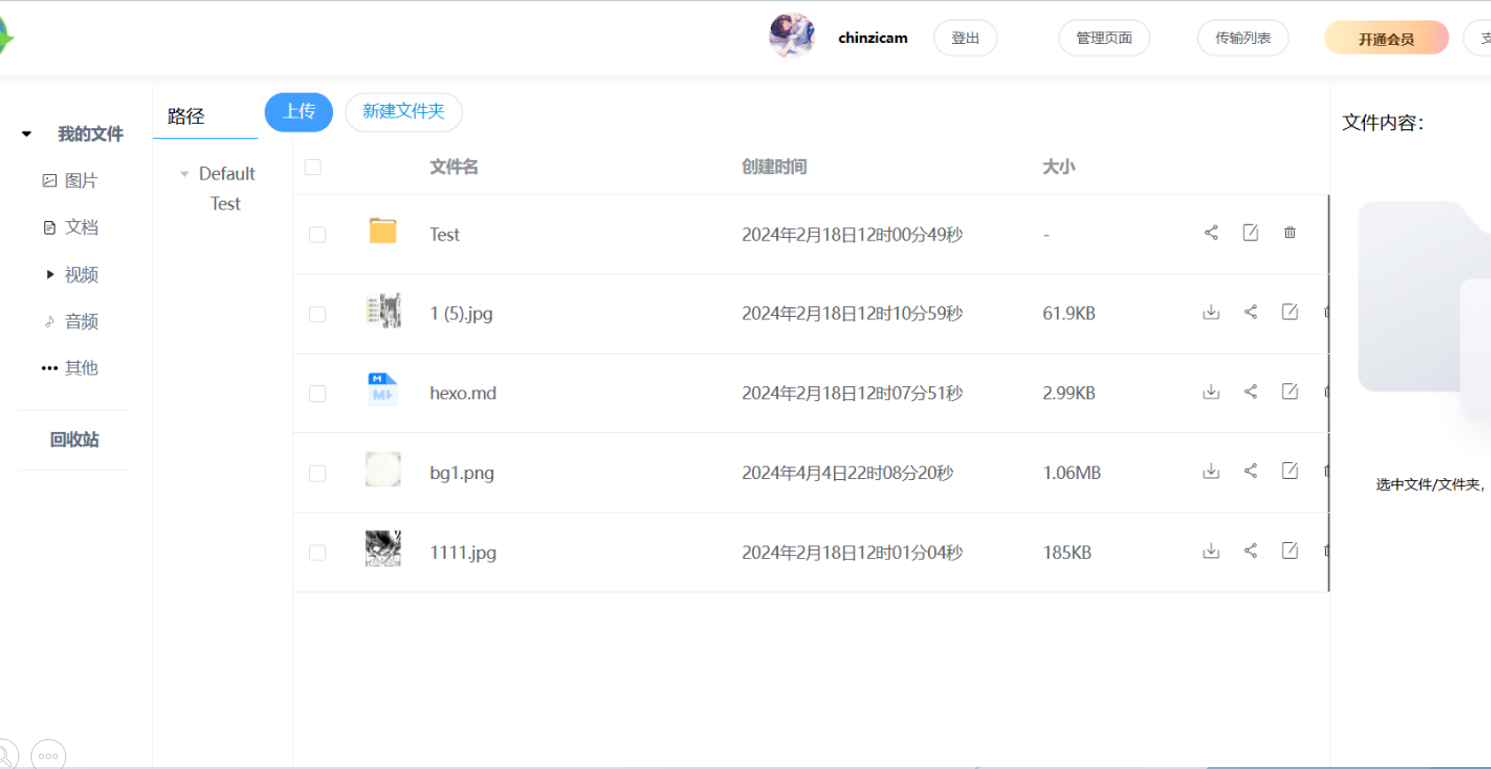 chinzicam 登出 管理页面 传输列表 开通会员 支
我的文件
图片
文档
视频
音频
其他
回收站
路径 上传 新建文件夹
Default
Test
文件名 创建时间 大小
Test 2024年2月18日12时00分49秒 -
1 (5).jpg 2024年2月18日12时10分59秒 61.9KB
hexo.md 2024年2月18日12时07分51秒 2.99KB
bg1.png 2024年4月4日22时08分20秒 1.06MB
1111.jpg 2024年2月18日12时01分04秒 185KB
文件内容：
选中文件/文件夹，